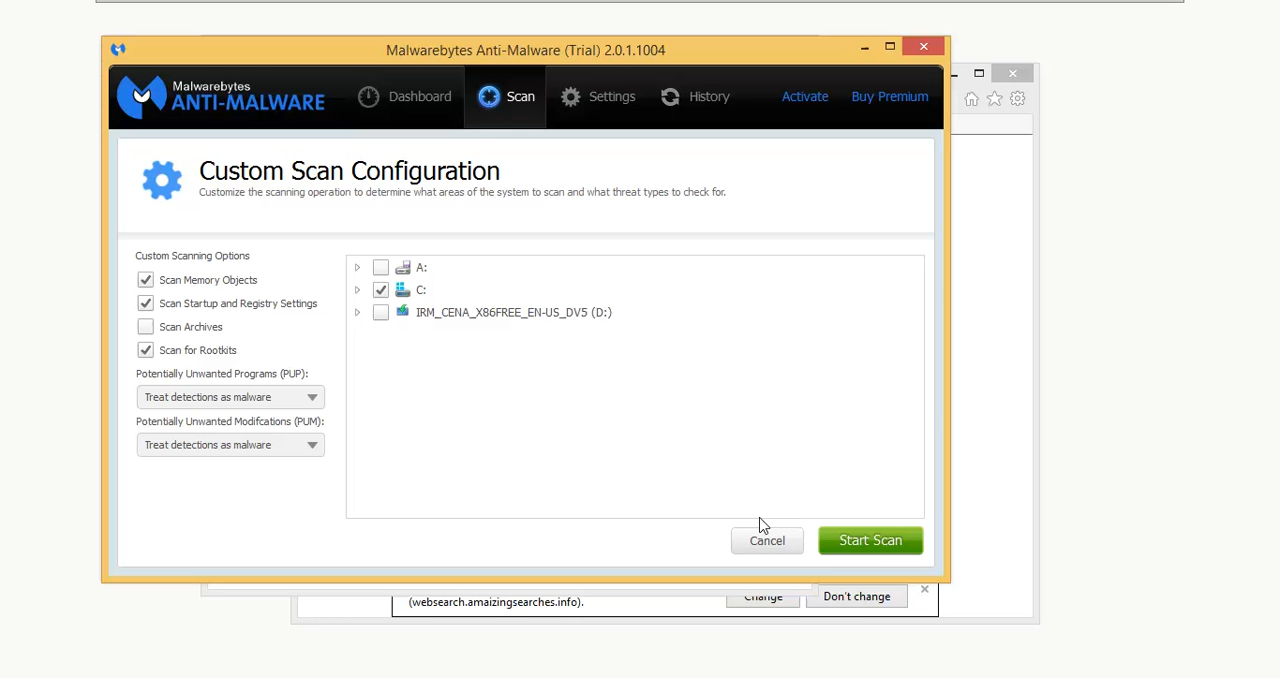 Malwarebytes Anti-Malware (Trial) 2.0.1.1004
Malwarebytes
ANTI-MALWARE
Dashboard
Scan
Settings
History
Activate
Buy Premium
Custom Scan Configuration
Customize the scanning operation to determine what areas of the system to scan and what threat types to check for.
Custom Scanning Options
Scan Memory Objects
Scan Startup and Registry Settings
Scan Archives
Scan for Rootkits
Potentially Unwanted Programs (PUP):
Treat detections as malware
Potentially Unwanted Modifcations (PUM):
Treat detections as malware
A:
C:
IRM_CENA_X86FREE_EN-US_DV5 (D:)
Cancel
Start Scan
(websearch.amaizingsearches.info).
Change
Don't change